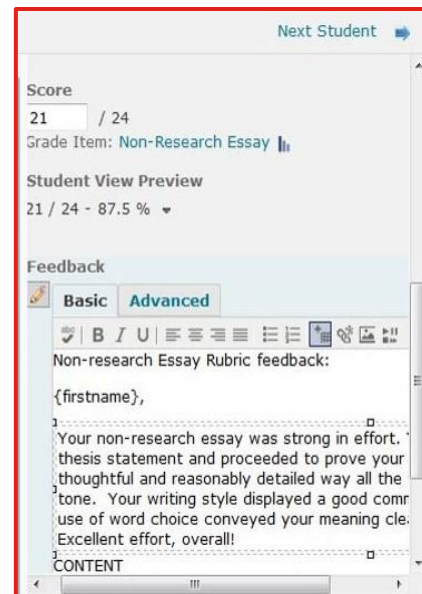 Next Student
Score
21 / 24
Grade Item: Non-Research Essay
Student View Preview
21 / 24 - 87.5 %
Feedback
Basic Advanced
abc B I U
Non-research Essay Rubric feedback:
{firstname},
Your non-research essay was strong in effort.
thesis statement and proceeded to prove your
thoughtful and reasonably detailed way all the
tone. Your writing style displayed a good
use of word choice conveyed your meaning
Excellent effort, overall!
CONTENT